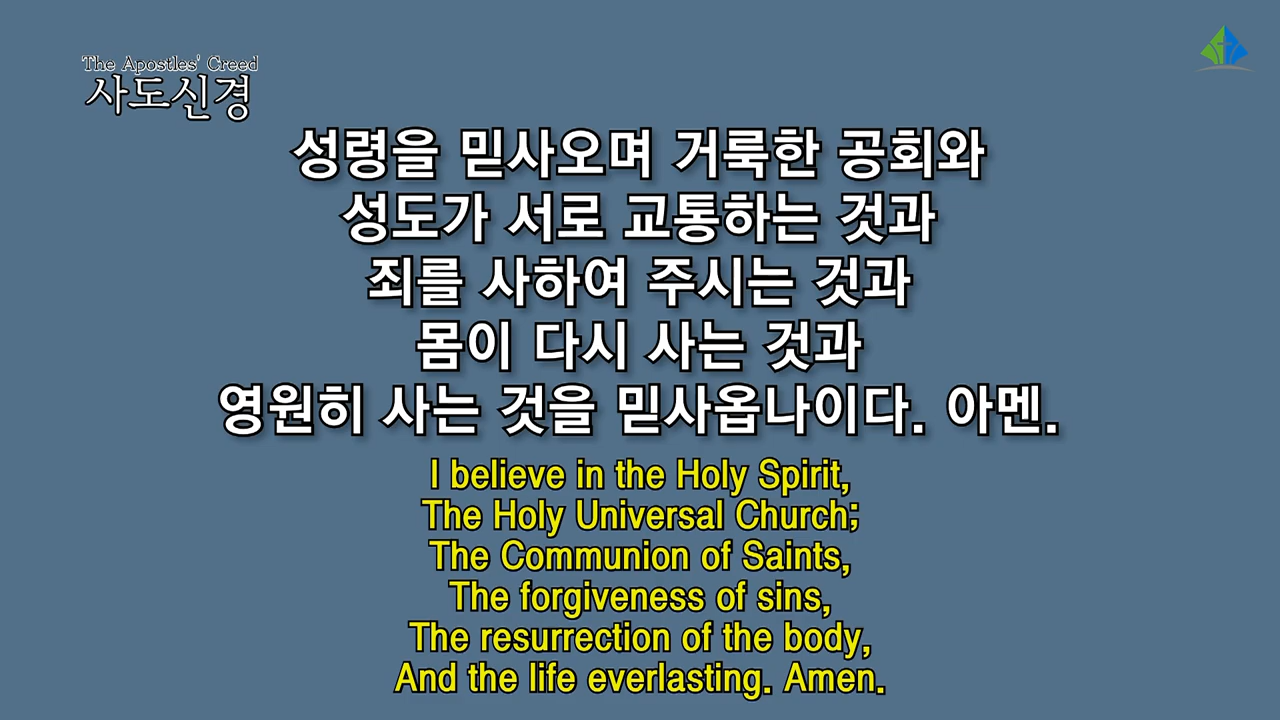 The Apostles' Creed
사도신경
성령을 믿사오며 거룩한 공회와
성도가 서로 교통하는 것과
죄를 사하여 주시는 것과
몸이 다시 사는 것과
영원히 사는 것을 믿사옵나이다. 아멘.
I believe in the Holy Spirit,
The Holy Universal Church;
The Communion of Saints,
The forgiveness of sins,
The resurrection of the body,
And the life everlasting. Amen.